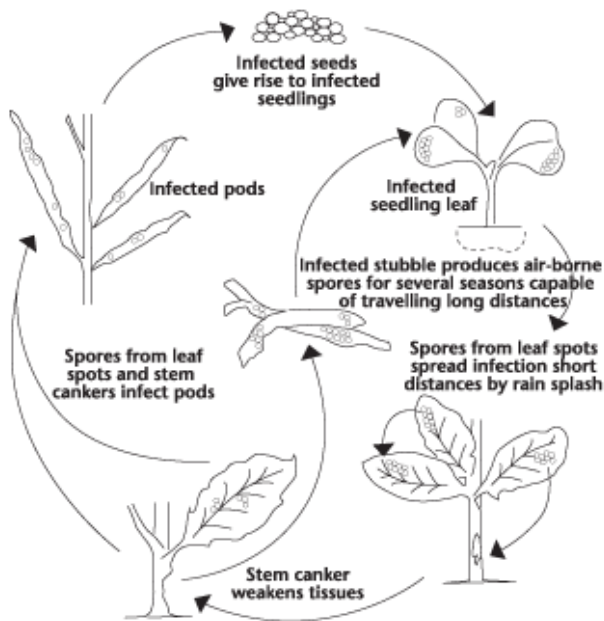 Infected seeds
give rise to infected
seedlings
Infected pods
Infected
seedling leaf
Infected stubble produces air-borne
spores for several seasons capable
of travelling long distances
Spores from leaf
spots and stem
cankers infect pods
Spores from leaf spots
spread infection short
distances by rain splash
Stem canker
weakens tissues